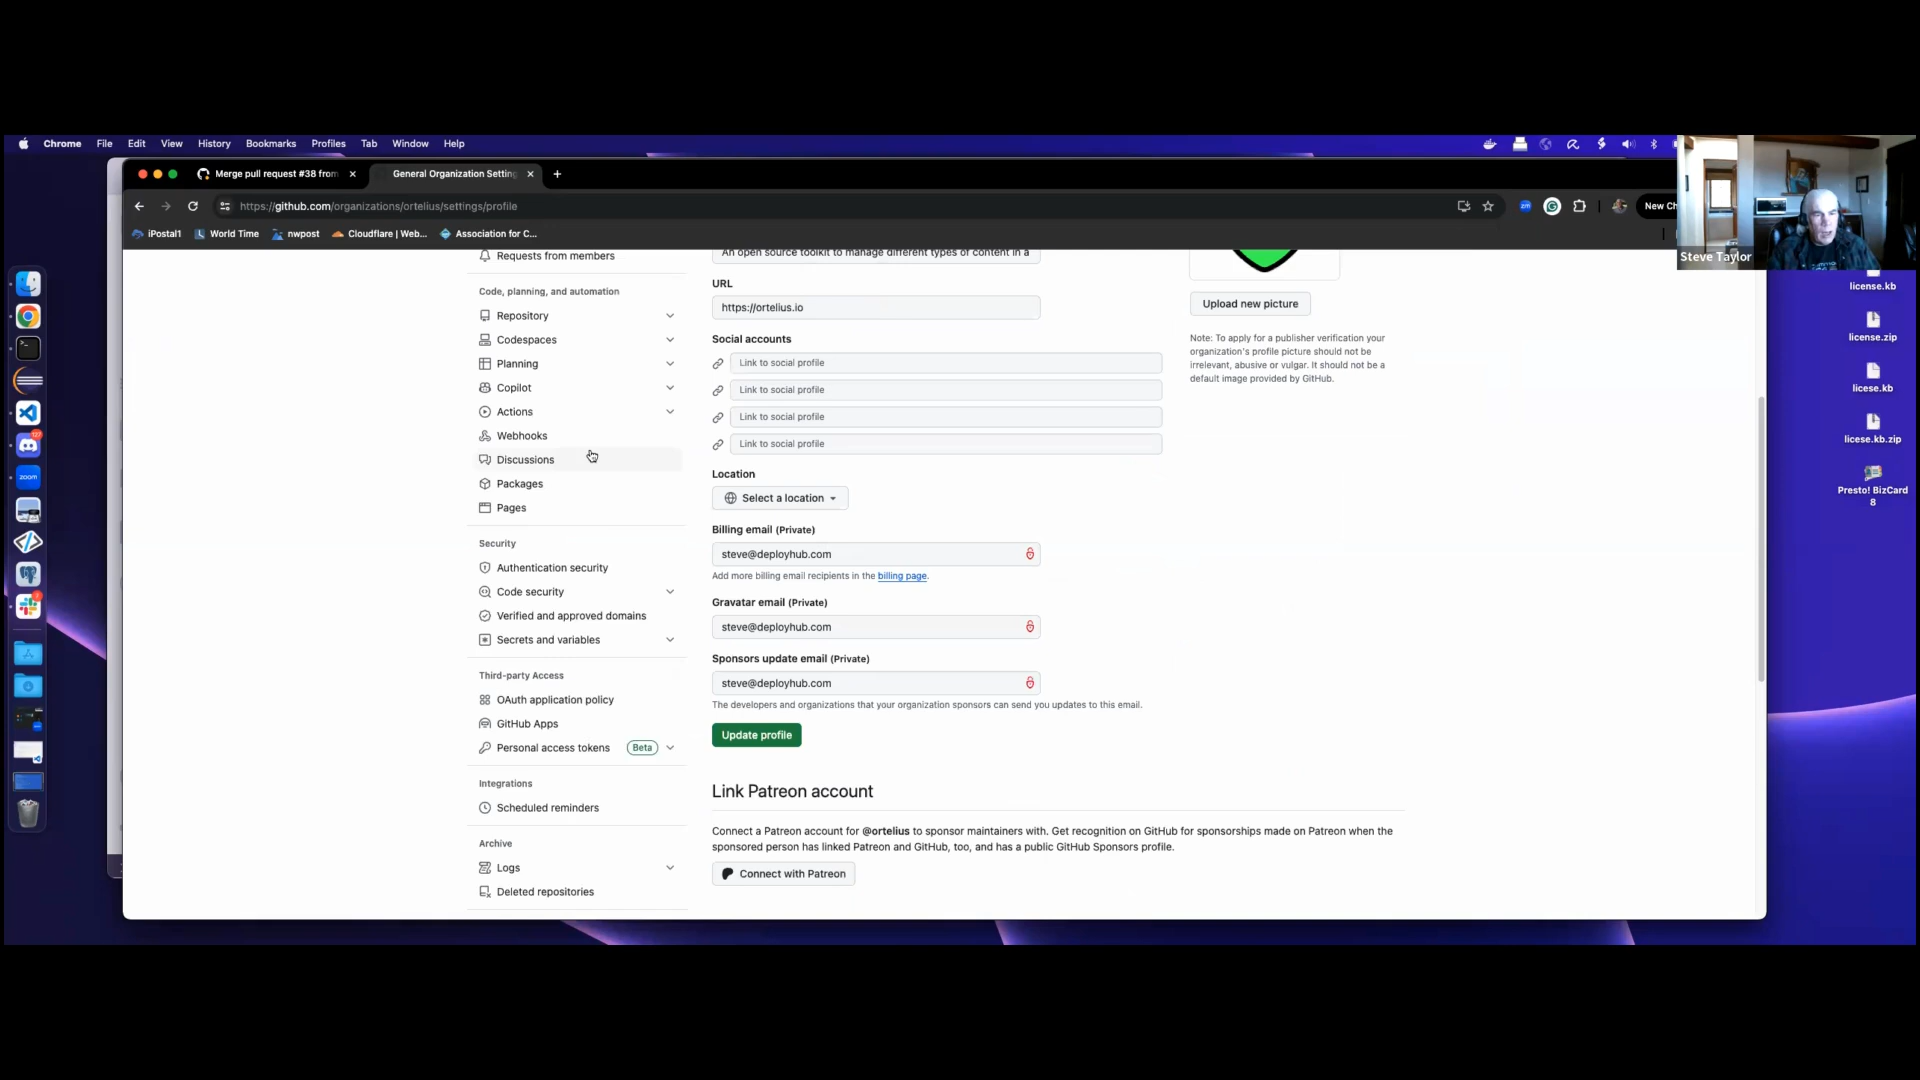 Chrome File Edit View History Bookmarks Profiles Tab Window Help
Merge pull request #38 from
General Organization Setting
https://github.com/organizations/ortelius/settings/profile
New Ch
iPostal1 World Time nwpost Cloudflare | Web... Association for C...
Steve Taylor
Requests from members
Code, planning, and automation
Repository
Codespaces
Planning
Copilot
Actions
Webhooks
Discussions
Packages
Pages
Security
Authentication security
Code security
Verified and approved domains
Secrets and variables
Third-party Access
OAuth application policy
GitHub Apps
Personal access tokens Beta
Integrations
Scheduled reminders
Archive
Logs
Deleted repositories
An open source toolkit to manage different types of content in a
URL
https://ortelius.io
Social accounts
Link to social profile
Link to social profile
Link to social profile
Link to social profile
Location
Select a location
Billing email (Private)
steve@deployhub.com
Add more billing email recipients in the billing page.
Gravatar email (Private)
steve@deployhub.com
Sponsors update email (Private)
steve@deployhub.com
The developers and organizations that your organization sponsors can send you updates to this email.
Update profile
Link Patreon account
Connect a Patreon account for @ortelius to sponsor maintainers with. Get recognition on GitHub for sponsorships made on Patreon when the
sponsored person has linked Patreon and GitHub, too, and has a public GitHub Sponsors profile.
Connect with Patreon
Upload new picture
Note: To apply for a publisher verification your
organization's profile picture should not be
irrelevant, abusive or vulgar. It should not be a
default image provided by GitHub.
license.kb
license.zip
licese.kb
licese.kb.zip
Presto! BizCard
8
zoom